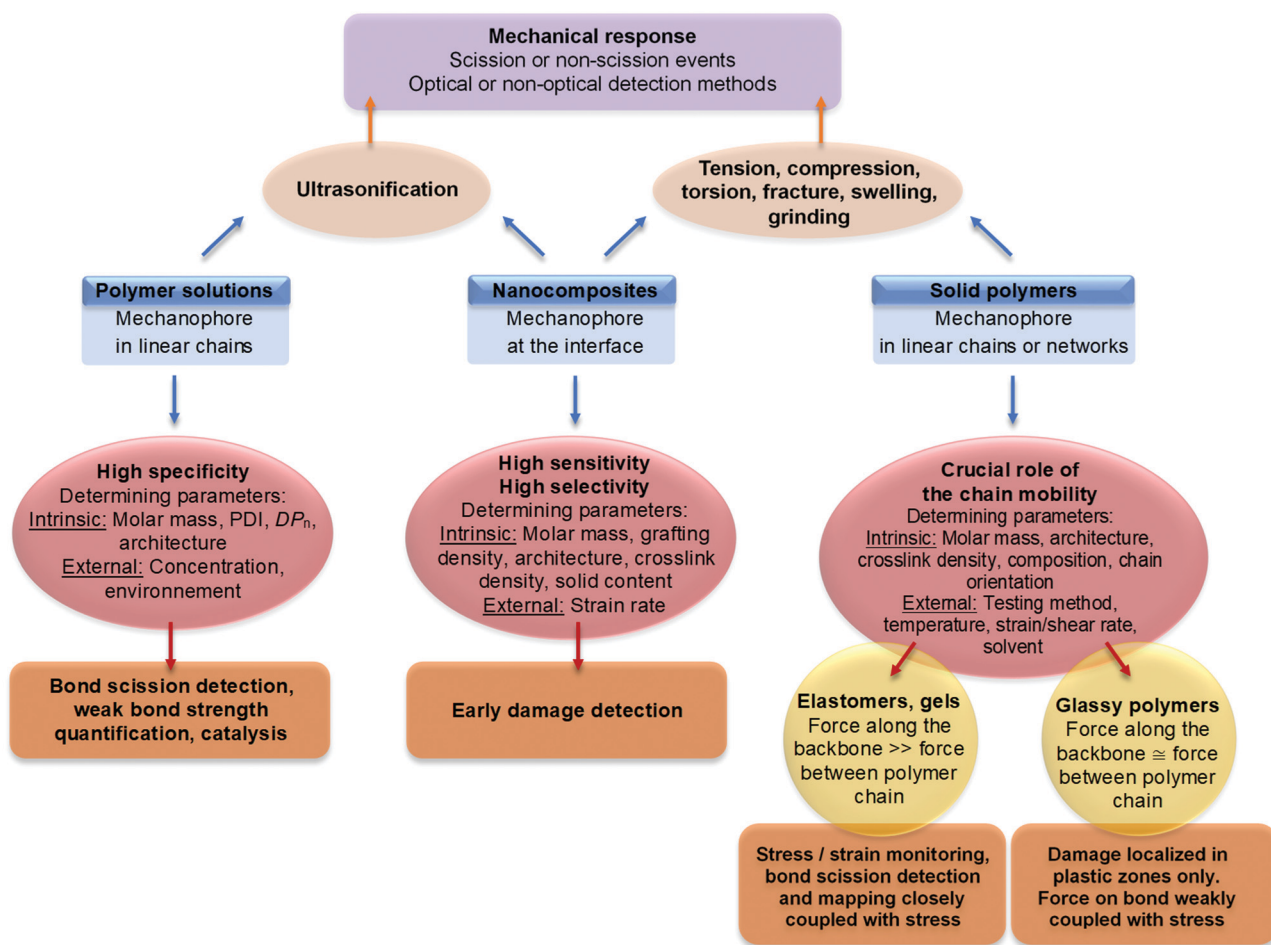 Mechanical response
Scission or non-scission events
Optical or non-optical detection methods
Ultrasonification
Tension, compression,
torsion, fracture, swelling,
grinding
Polymer solutions
Mechanophore
in linear chains
Nanocomposites
Mechanophore
at the interface
Solid polymers
Mechanophore
in linear chains or networks
High specificity
Determining parameters:
Intrinsic: Molar mass, PDI, DPn,
architecture
External: Concentration,
environnement
High sensitivity
High selectivity
Determining parameters:
Intrinsic: Molar mass, grafting
density, architecture, crosslink
density, solid content
External: Strain rate
Crucial role of
the chain mobility
Determining parameters:
Intrinsic: Molar mass, architecture,
crosslink density, composition, chain
orientation
External: Testing method,
temperature, strain/shear rate,
solvent
Bond scission detection,
weak bond strength
quantification, catalysis
Early damage detection
Elastomers, gels
Force along the
backbone >> force
between polymer
chain
Glassy polymers
Force along the
backbone ≅ force
between polymer
chain
Stress / strain monitoring,
bond scission detection
and mapping closely
coupled with stress
Damage localized in
plastic zones only.
Force on bond weakly
coupled with stress